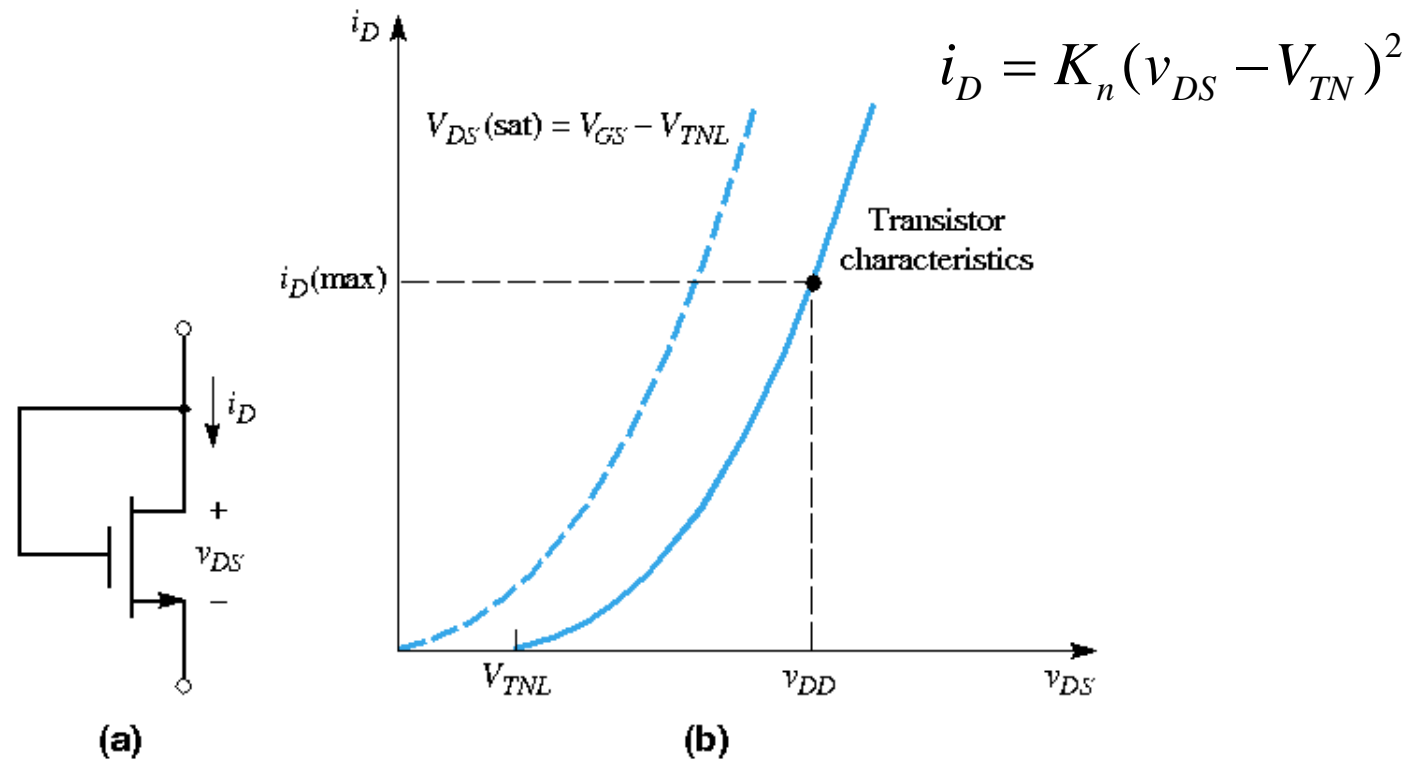 i_D
i_D = K_n (v_DS − V_TN)^2
V_DS(sat) = V_GS − V_TNL
Transistor
characteristics
i_D(max)
i_D
+
v_DS
−
V_TNL
v_DD
v_DS
(a)
(b)